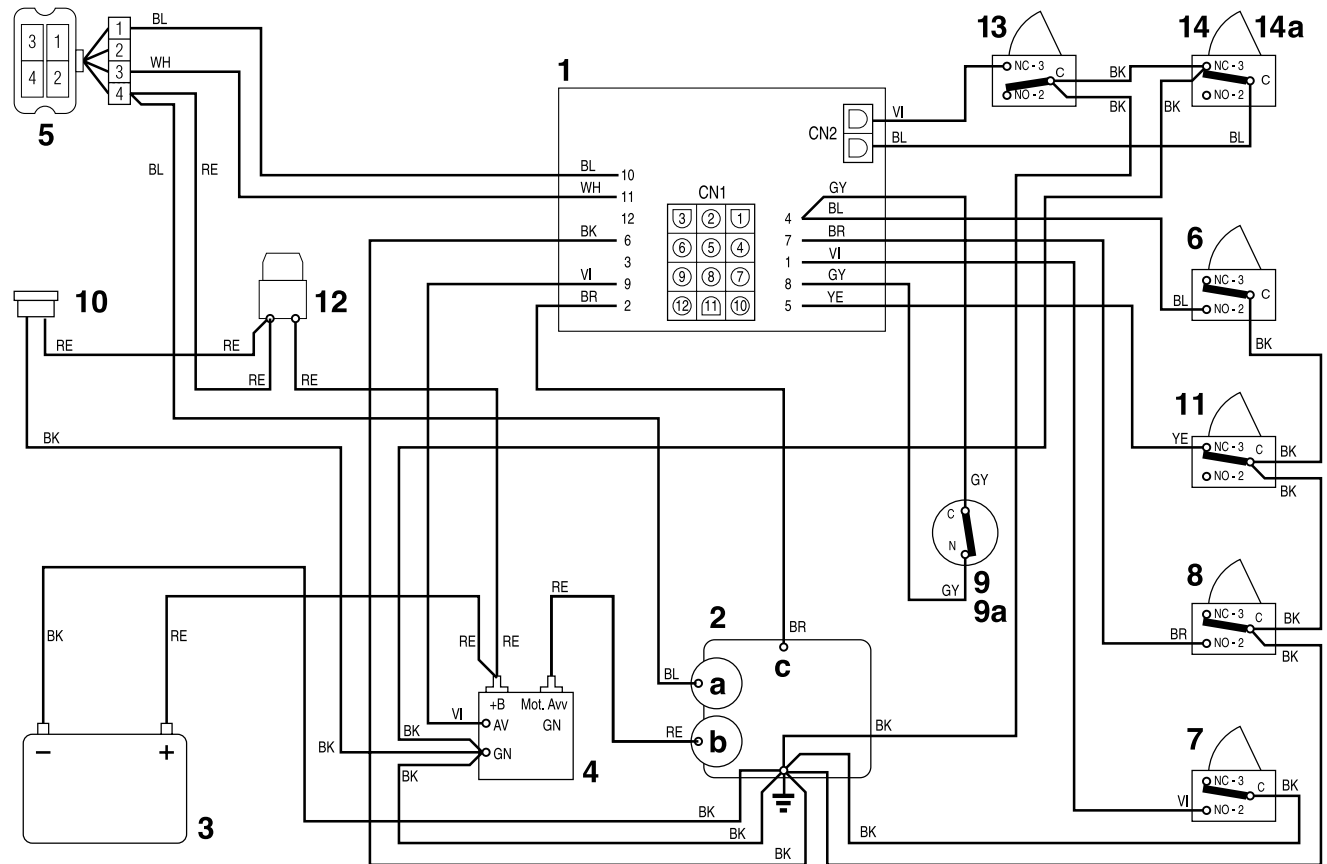 BL
3 1
4 2
1
2
3
4
WH
5
1
13
NC - 3
C
NO - 2
BK
BK
14
14a
NC - 3
C
NO - 2
BK
BL
VI
BL
CN2
BL
RE
BL
WH
BK
VI
BR
10
11
12
6
3
9
2
CN1
3 2 1
6 5 4
9 8 7
12 11 10
4
7
1
8
5
GY
BL
BR
VI
GY
YE
6
NC - 3
C
NO - 2
BL
BK
10
12
RE
RE
RE
RE
BK
11
YE
NC - 3
C
NO - 2
BK
BK
GY
C
N
GY
9
9a
8
NC - 3
C
NO - 2
BR
BK
BK
BK
RE
RE
RE
RE
2
BR
a
b
c
BL
RE
BK
+B
Mot. Avv
AV
GN
GN
VI
BK
BK
BK
4
7
NC - 3
C
NO - 2
VI
BK
–
+
3
BK
BK
BK
BK